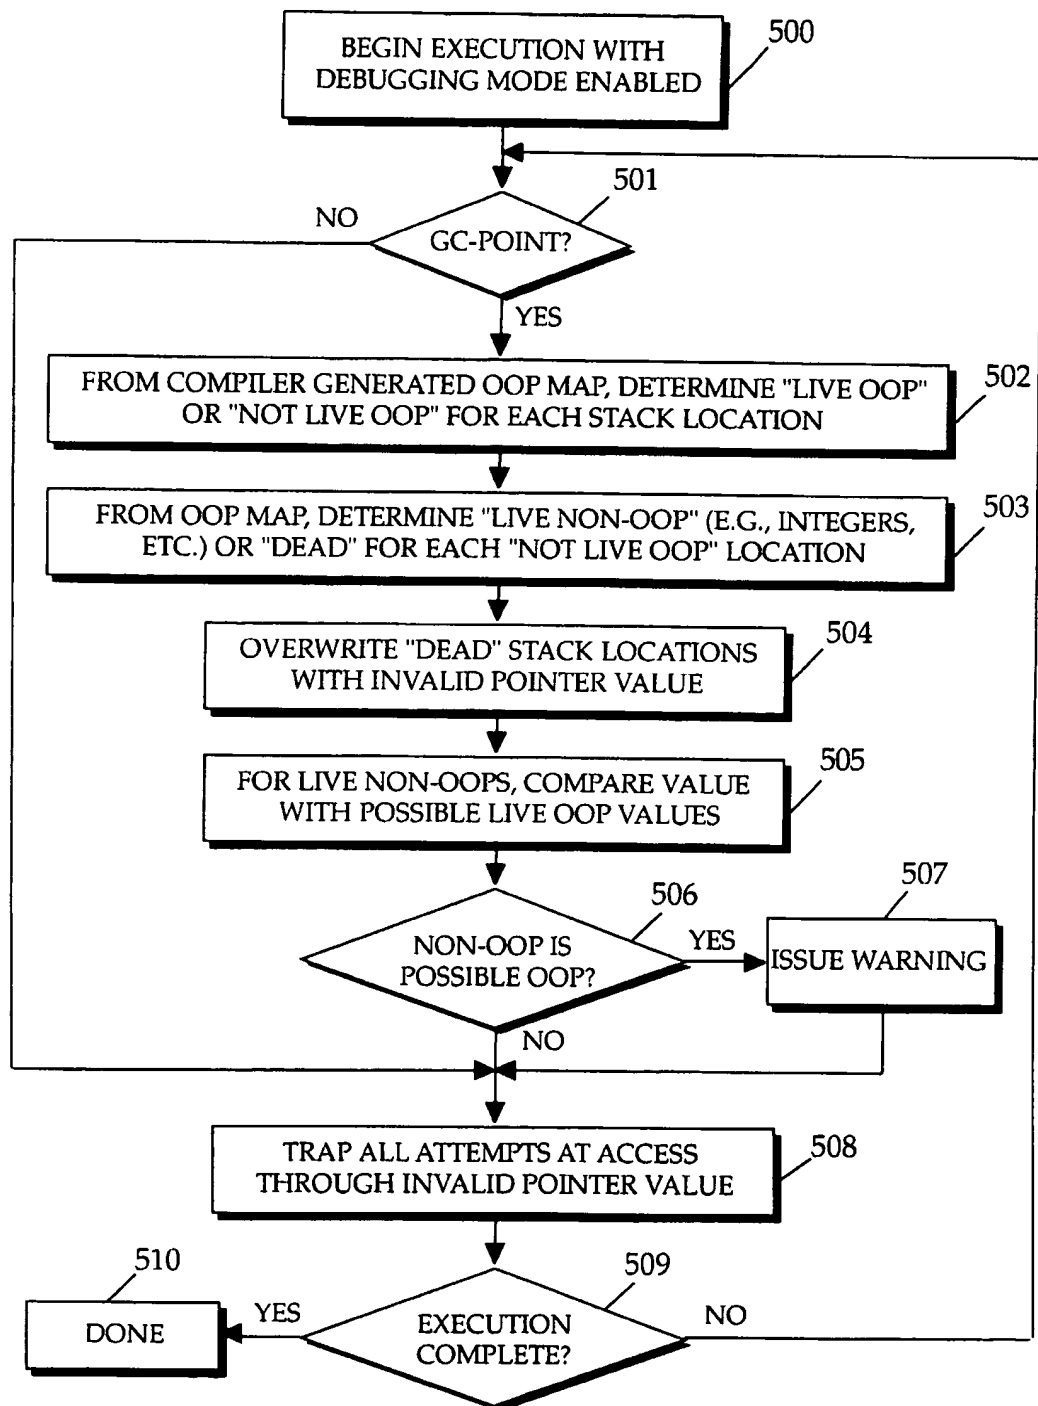 BEGIN EXECUTION WITH
DEBUGGING MODE ENABLED
500
501
NO
GC-POINT?
YES
FROM COMPILER GENERATED OOP MAP, DETERMINE "LIVE OOP"
OR "NOT LIVE OOP" FOR EACH STACK LOCATION
502
FROM OOP MAP, DETERMINE "LIVE NON-OOP" (E.G., INTEGERS,
ETC.) OR "DEAD" FOR EACH "NOT LIVE OOP" LOCATION
503
OVERWRITE "DEAD" STACK LOCATIONS
WITH INVALID POINTER VALUE
504
FOR LIVE NON-OOPS, COMPARE VALUE
WITH POSSIBLE LIVE OOP VALUES
505
506
NON-OOP IS
POSSIBLE OOP?
YES
507
ISSUE WARNING
NO
TRAP ALL ATTEMPTS AT ACCESS
THROUGH INVALID POINTER VALUE
508
509
EXECUTION
COMPLETE?
NO
YES
510
DONE